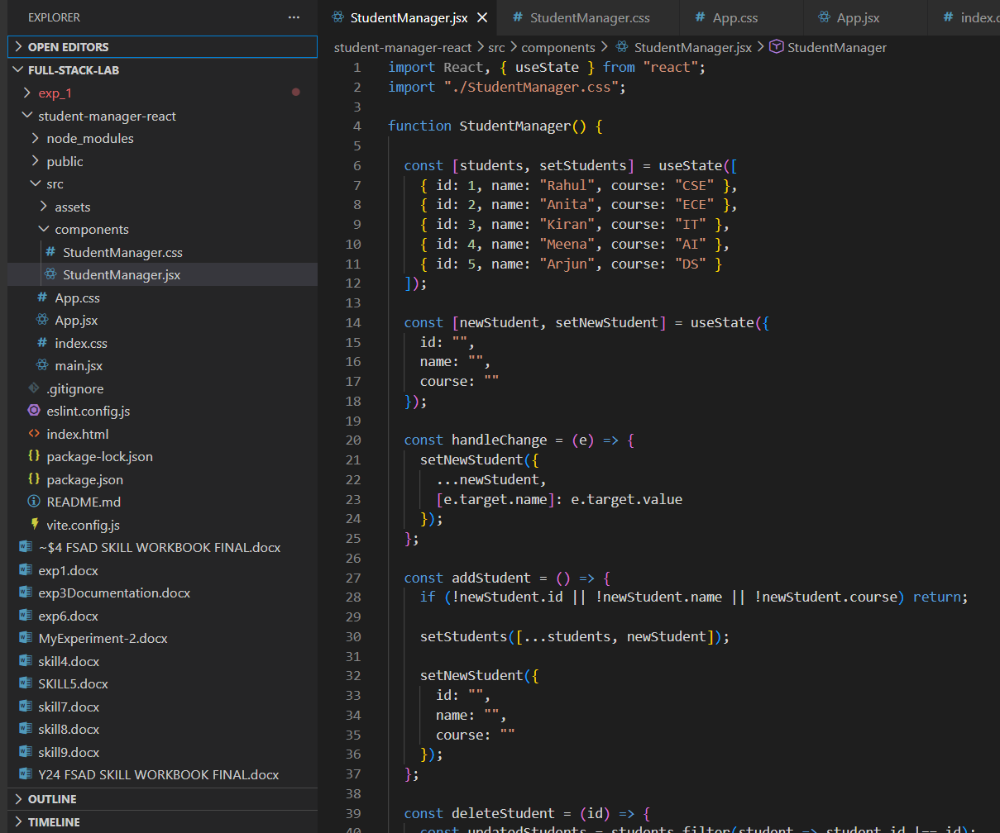 EXPLORER
OPEN EDITORS
FULL-STACK-LAB
exp_1
student-manager-react
node_modules
public
src
assets
components
# StudentManager.css
StudentManager.jsx
# App.css
App.jsx
# index.css
main.jsx
.gitignore
eslint.config.js
<> index.html
{} package-lock.json
{} package.json
README.md
vite.config.js
~$4 FSAD SKILL WORKBOOK FINAL.docx
exp1.docx
exp3Documentation.docx
exp6.docx
MyExperiment-2.docx
skill4.docx
SKILL5.docx
skill7.docx
skill8.docx
skill9.docx
Y24 FSAD SKILL WORKBOOK FINAL.docx
OUTLINE
TIMELINE
StudentManager.jsx # StudentManager.css # App.css App.jsx # index.c
student-manager-react > src > components > StudentManager.jsx > StudentManager
1 import React, { useState } from "react";
2 import "./StudentManager.css";
3
4 function StudentManager() {
5
6 const [students, setStudents] = useState([
7 { id: 1, name: "Rahul", course: "CSE" },
8 { id: 2, name: "Anita", course: "ECE" },
9 { id: 3, name: "Kiran", course: "IT" },
10 { id: 4, name: "Meena", course: "AI" },
11 { id: 5, name: "Arjun", course: "DS" }
12 ]);
13
14 const [newStudent, setNewStudent] = useState({
15 id: "",
16 name: "",
17 course: ""
18 });
19
20 const handleChange = (e) => {
21 setNewStudent({
22 ...newStudent,
23 [e.target.name]: e.target.value
24 });
25 };
26
27 const addStudent = () => {
28 if (!newStudent.id || !newStudent.name || !newStudent.course) return;
29
30 setStudents([...students, newStudent]);
31
32 setNewStudent({
33 id: "",
34 name: "",
35 course: ""
36 });
37 };
38
39 const deleteStudent = (id) => {
40 const updatedStudents = students.filter(student => student.id !== id);